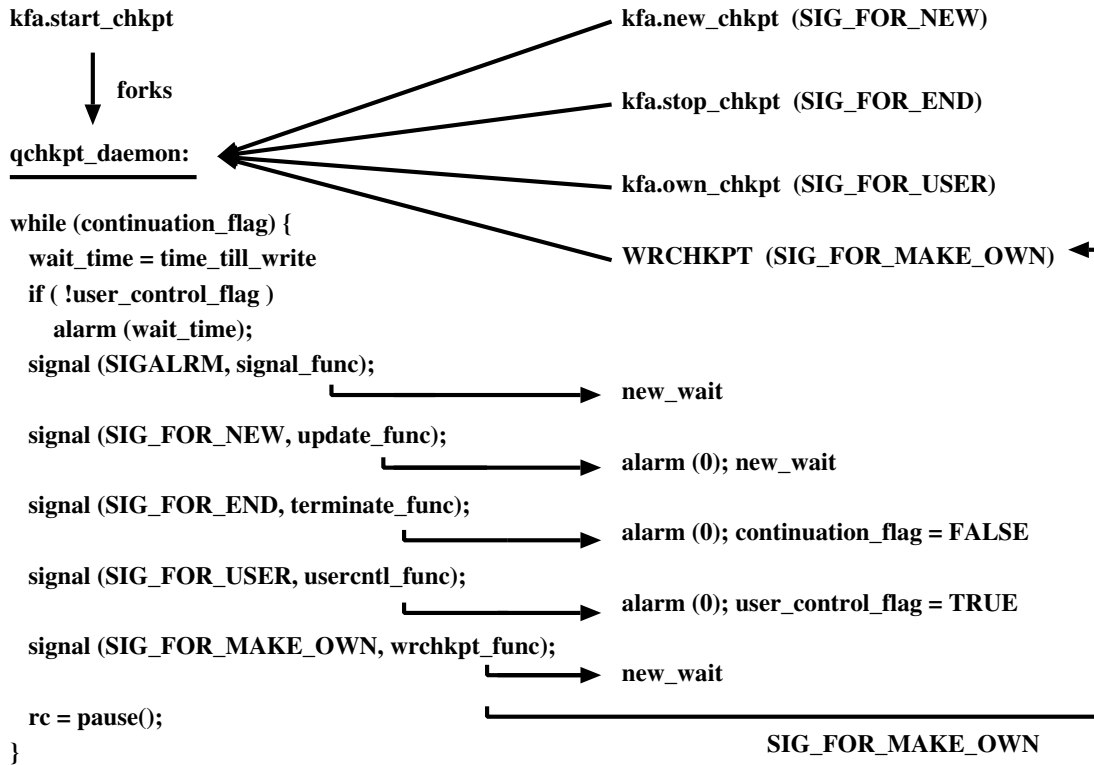 kfa.start_chkpt
forks
qchkpt_daemon:
kfa.new_chkpt (SIG_FOR_NEW)
kfa.stop_chkpt (SIG_FOR_END)
kfa.own_chkpt (SIG_FOR_USER)
WRCHKPT (SIG_FOR_MAKE_OWN)
while (continuation_flag) {
wait_time = time_till_write
if ( !user_control_flag )
alarm (wait_time);
signal (SIGALRM, signal_func);
new_wait
signal (SIG_FOR_NEW, update_func);
alarm (0); new_wait
signal (SIG_FOR_END, terminate_func);
alarm (0); continuation_flag = FALSE
signal (SIG_FOR_USER, usercntl_func);
alarm (0); user_control_flag = TRUE
signal (SIG_FOR_MAKE_OWN, wrchkpt_func);
new_wait
rc = pause();
SIG_FOR_MAKE_OWN
}